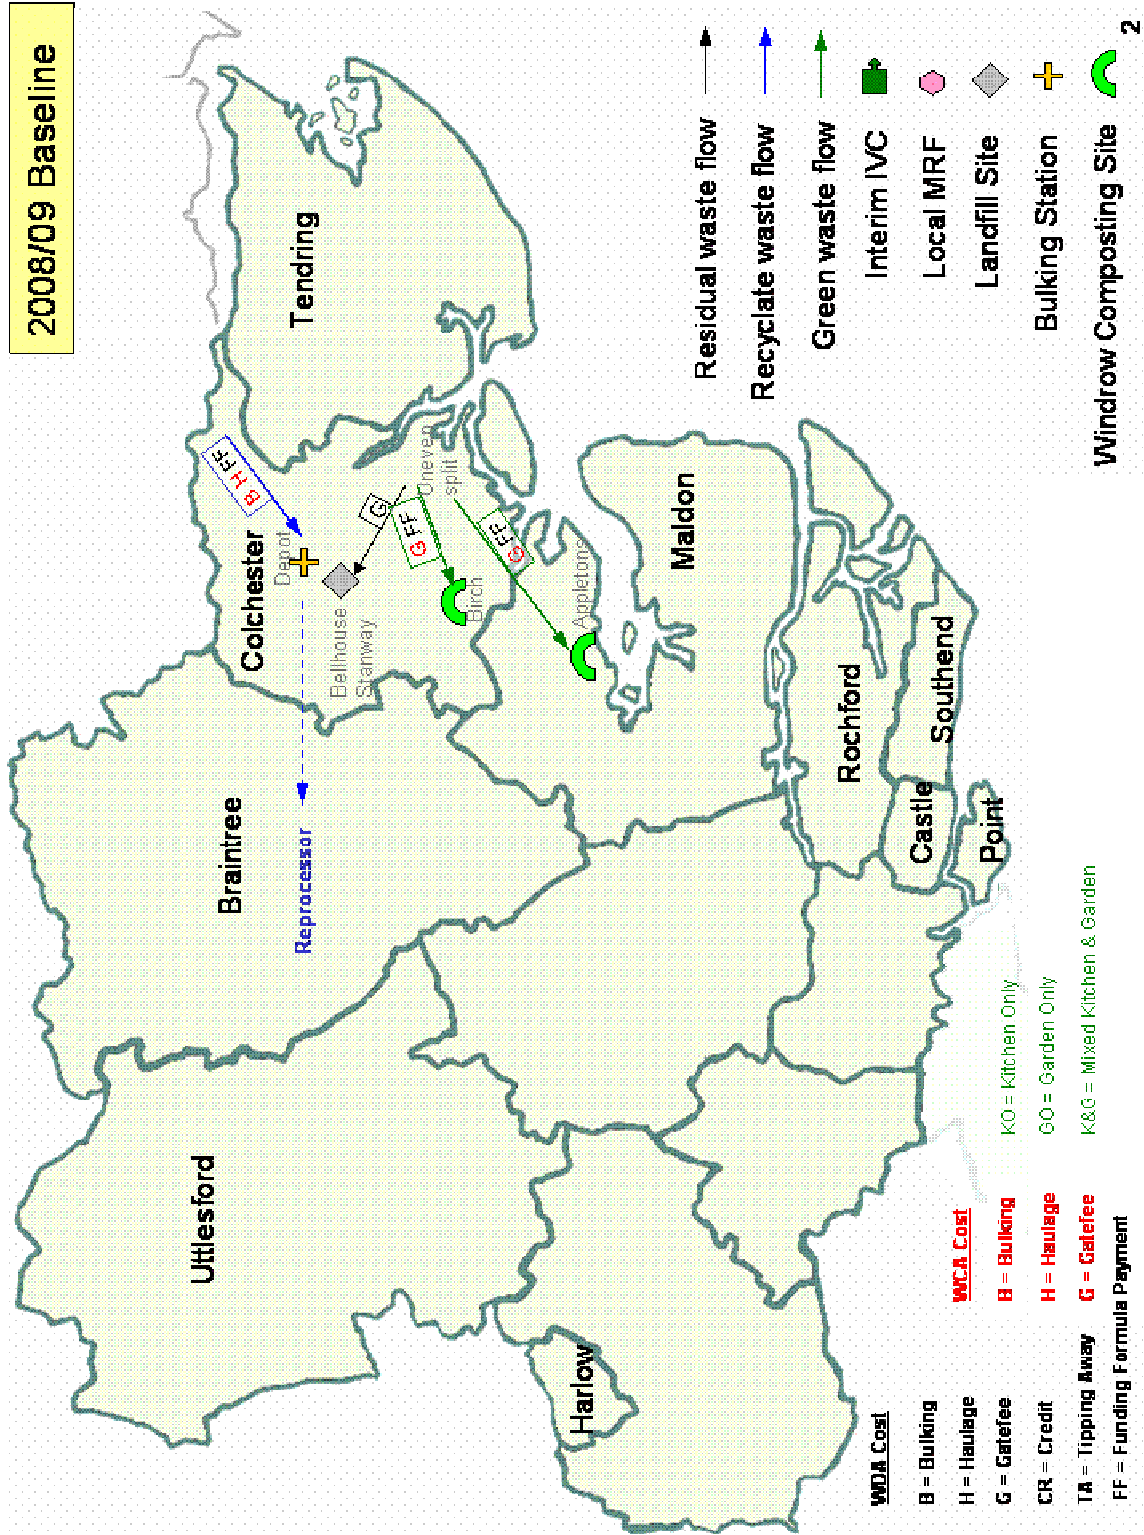 2008/09 Baseline
Uttlesford
Braintree
Colchester
Tendring
Reprocessor
Depot
B H FF
Bellhouse
Stanway
G
Uneven
split
G FF
Birch
G FF
Appletons
Harlow
Maldon
Rochford
Castle
Point
Southend
Residual waste flow
Recyclate waste flow
Green waste flow
Interim IVC
Local MRF
Landfill Site
Bulking Station
Windrow Composting Site
WDA Cost
B = Bulking
H = Haulage
G = Gatefee
CR = Credit
TA = Tipping Away
FF = Funding Formula Payment
WCA Cost
B = Bulking
H = Haulage
G = Gatefee
KO = Kitchen Only
GO = Garden Only
K&G = Mixed Kitchen & Garden
2